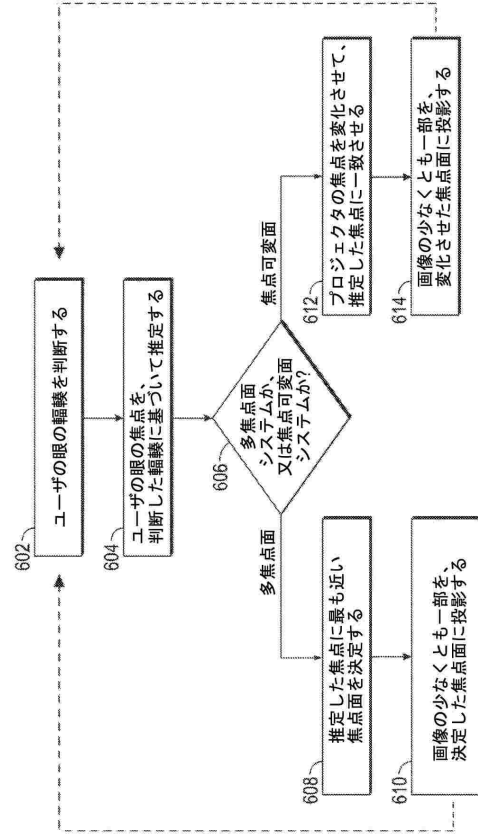 602
ユーザの眼の輻輳を判断する
604
ユーザの眼の焦点を、
判断した輻輳に基づいて推定する
606
多焦点面
システムか、
又は焦点可変面
システムか?
多焦点面
焦点可変面
608
推定した焦点に最も近い
焦点面を決定する
610
画像の少なくとも一部を、
決定した焦点面に投影する
612
プロジェクタの焦点を変化させて、
推定した焦点に一致させる
614
画像の少なくとも一部を、
変化させた焦点面に投影する